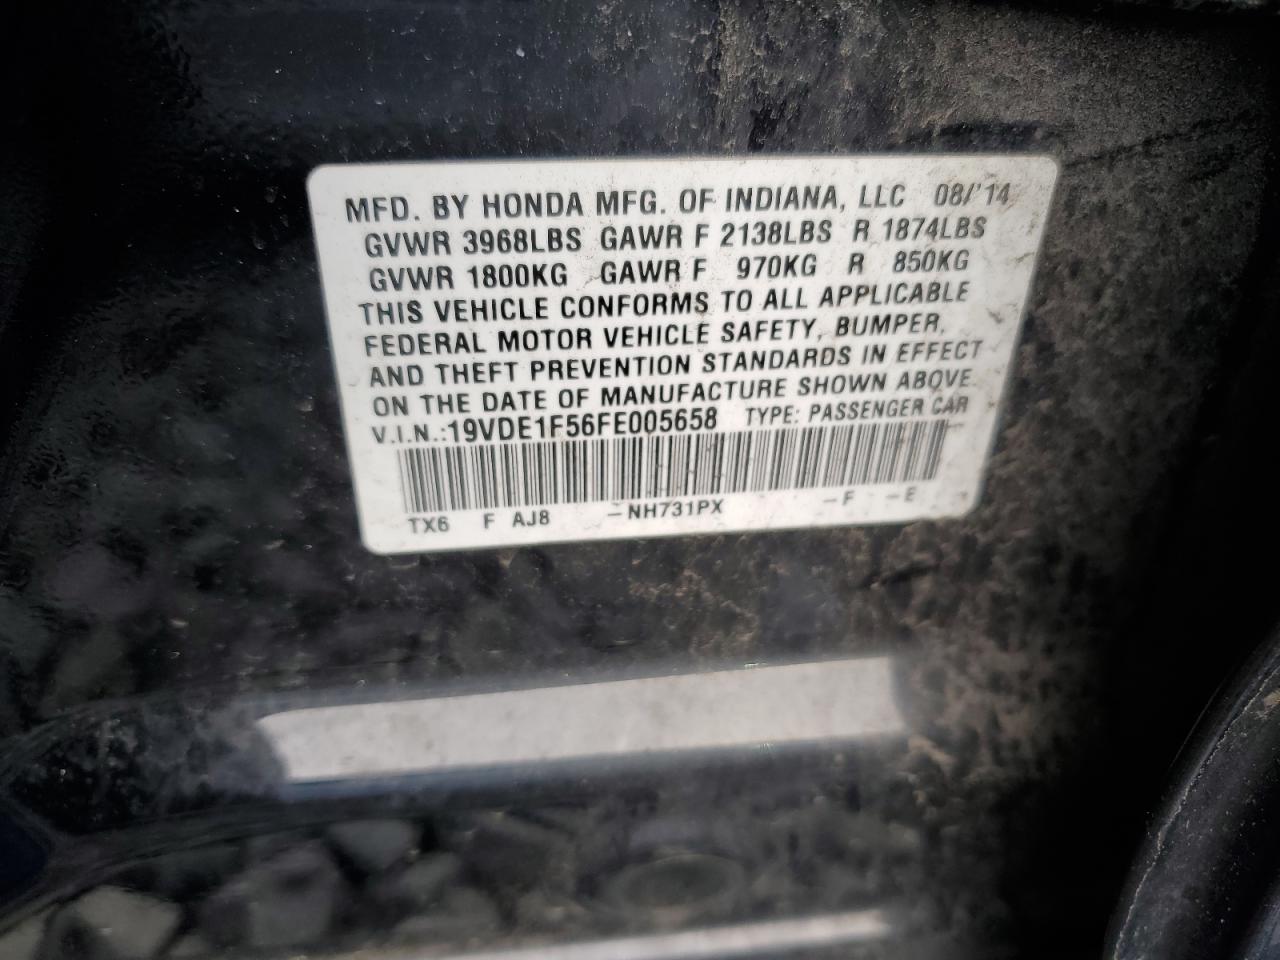 MFD. BY HONDA MFG. OF INDIANA, LLC 08/'14
GVWR 3968LBS GAWR F 2138LBS R 1874LBS
GVWR 1800KG GAWR F 970KG R 850KG
THIS VEHICLE CONFORMS TO ALL APPLICABLE
FEDERAL MOTOR VEHICLE SAFETY, BUMPER,
AND THEFT PREVENTION STANDARDS IN EFFECT
ON THE DATE OF MANUFACTURE SHOWN ABOVE.
V.I.N.:19VDE1F56FE005658 TYPE: PASSENGER CAR
TX6 F AJ8 -NH731PX -F -E